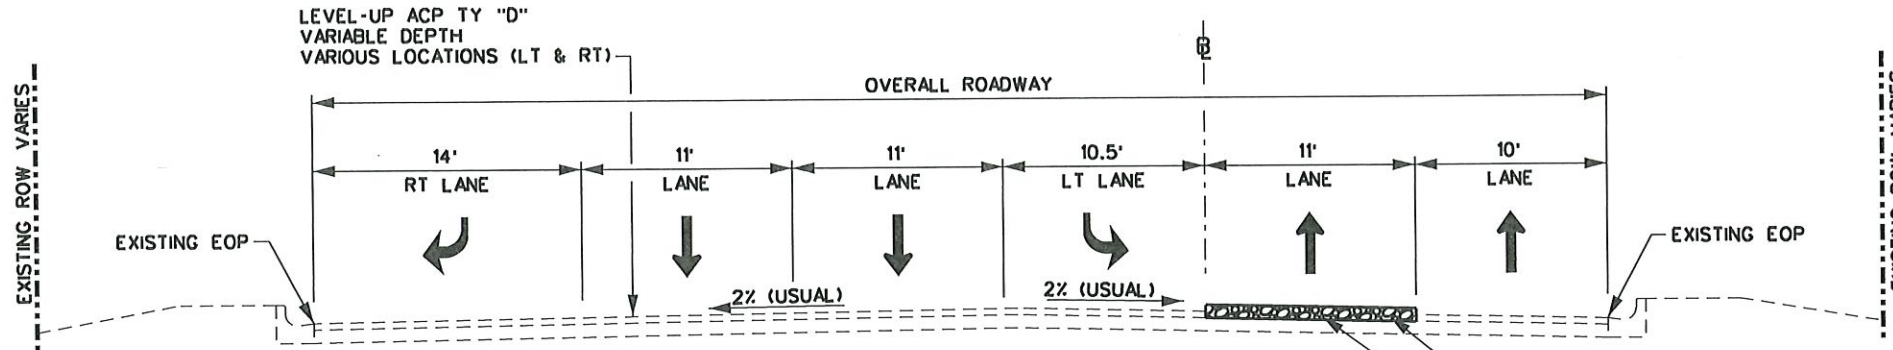 LEVEL-UP ACP TY "D"
VARIABLE DEPTH
VARIOUS LOCATIONS (LT & RT)
OVERALL ROADWAY
EXISTING ROW VARIES
14'
RT LANE
11'
LANE
11'
LANE
10.5'
LT LANE
11'
LANE
10'
LANE
EXISTING EOP
EXISTING EOP
2% (USUAL)
2% (USUAL)